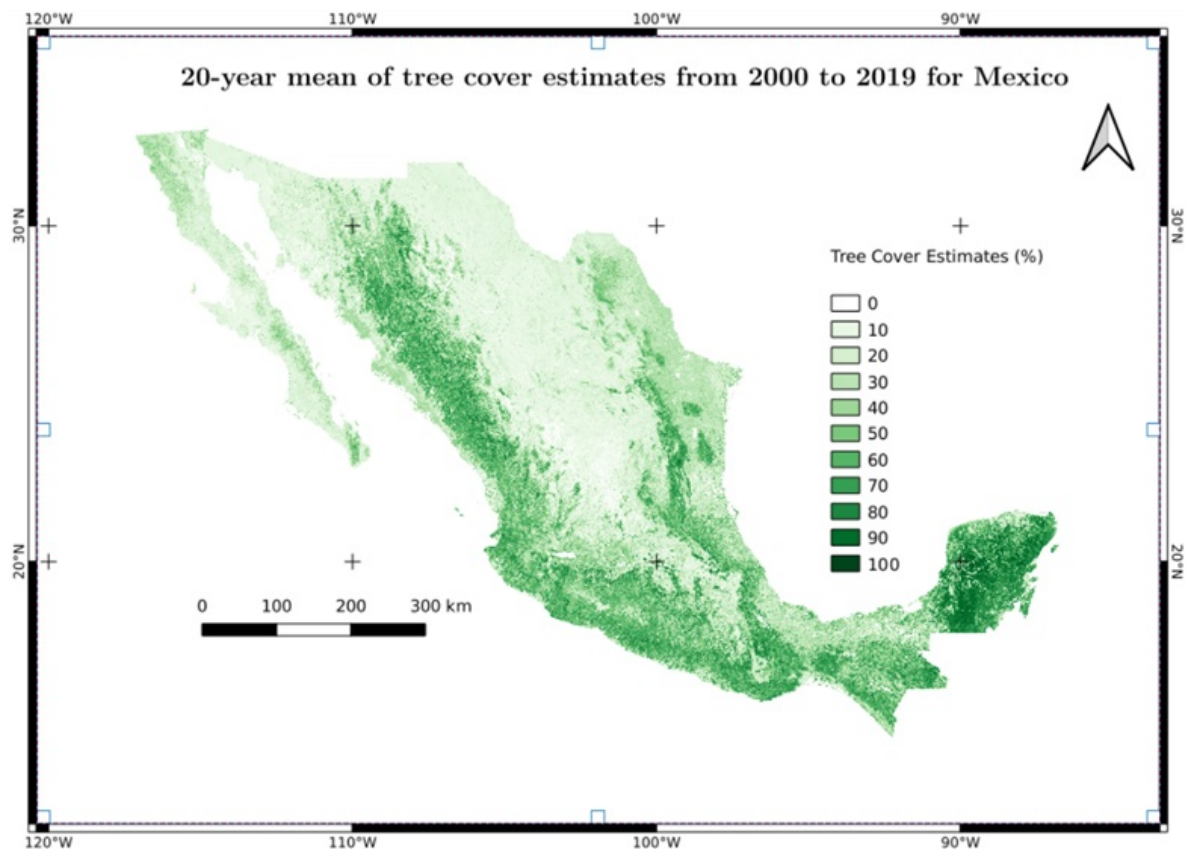 120°W 110°W 100°W 90°W
20-year mean of tree cover estimates from 2000 to 2019 for Mexico
30°N 30°N
Tree Cover Estimates (%)
0
10
20
30
40
50
60
70
80
90
100
20°N 20°N
0 100 200 300 km
120°W 110°W 100°W 90°W